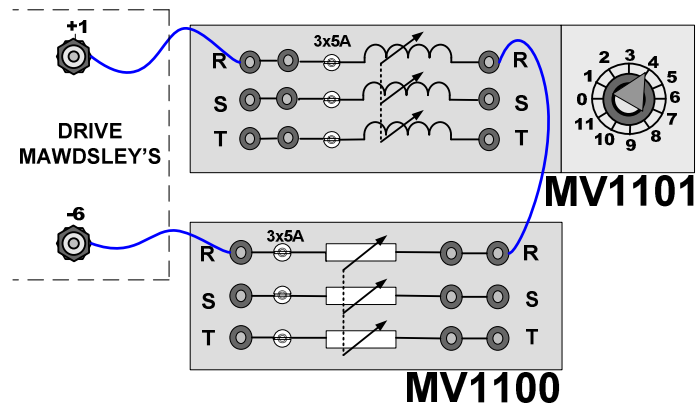 +1
DRIVE
MAWDSLEY'S
-6
3x5A
R R
S S
T T
0 1 2 3 4 5 6 7 8 9 10 11
MV1101
3x5A
R R
S S
T T
MV1100